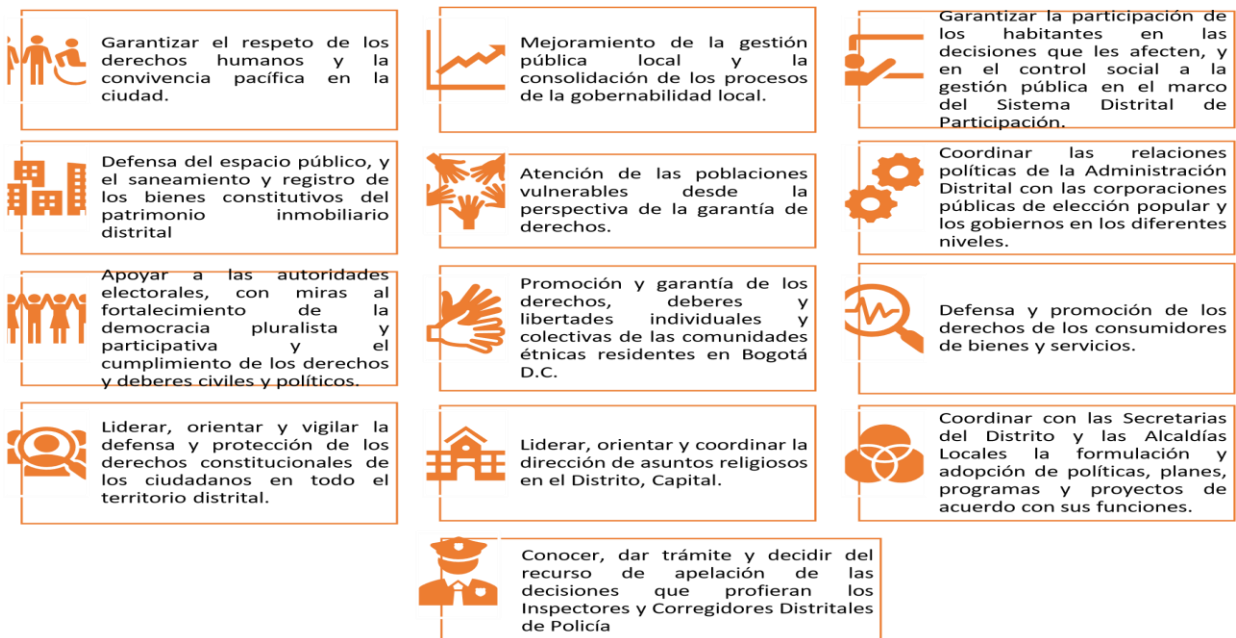 Garantizar el respeto de los
derechos humanos y la
convivencia pacífica en la
ciudad.
Mejoramiento de la gestión
pública local y la
consolidación de los procesos
de la gobernabilidad local.
Garantizar la participación de
los habitantes en las
decisiones que les afecten, y
en el control social a la
gestión pública en el marco
del Sistema Distrital de
Participación.
Defensa del espacio público, y
el saneamiento y registro de
los bienes constitutivos del
patrimonio inmobiliario
distrital
Atención de las poblaciones
vulnerables desde la
perspectiva de la garantía de
derechos.
Coordinar las relaciones
políticas de la Administración
Distrital con las corporaciones
públicas de elección popular y
los gobiernos en los diferentes
niveles.
Apoyar a las autoridades
electorales, con miras al
fortalecimiento de la
democracia pluralista y
participativa y el
cumplimiento de los derechos
y deberes civiles y políticos.
Promoción y garantía de los
derechos, deberes y
libertades individuales y
colectivas de las comunidades
étnicas residentes en Bogotá
D.C.
Defensa y promoción de los
derechos de los consumidores
de bienes y servicios.
Liderar, orientar y vigilar la
defensa y protección de los
derechos constitucionales de
los ciudadanos en todo el
territorio distrital.
Liderar, orientar y coordinar la
dirección de asuntos religiosos
en el Distrito, Capital.
Coordinar con las Secretarias
del Distrito y las Alcaldías
Locales la formulación y
adopción de políticas, planes,
programas y proyectos de
acuerdo con sus funciones.
Conocer, dar trámite y decidir del
recurso de apelación de las
decisiones que profieran los
Inspectores y Corregidores Distritales
de Policía